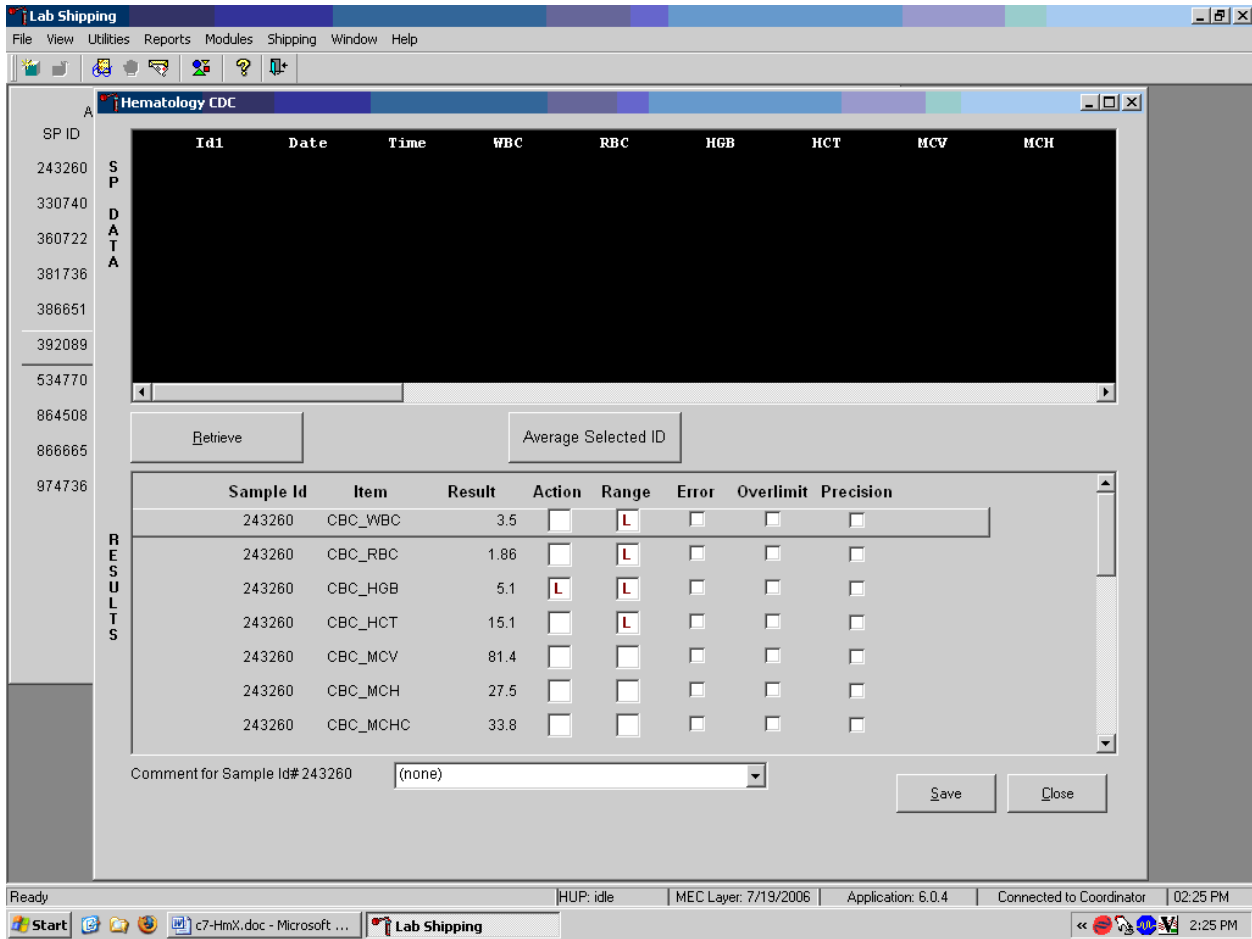 Lab Shipping
File View Utilities Reports Modules Shipping Window Help
A
Hematology CDC
SP ID
Id1 Date Time WBC RBC HGB HCT MCV MCH
243260
330740
360722
381736
386651
392089
534770
864508
866665
974736
SP DATA
Retrieve
Average Selected ID
RESULTS
Sample Id Item Result Action Range Error Overlimit Precision
243260 CBC_WBC 3.5 L
243260 CBC_RBC 1.86 L
243260 CBC_HGB 5.1 L L
243260 CBC_HCT 15.1 L
243260 CBC_MCV 81.4
243260 CBC_MCH 27.5
243260 CBC_MCHC 33.8
Comment for Sample Id# 243260 (none)
Save Close
Ready HUP: idle MEC Layer: 7/19/2006 Application: 6.0.4 Connected to Coordinator 02:25 PM
Start c7-HmX.doc - Microsoft ... Lab Shipping « 2:25 PM